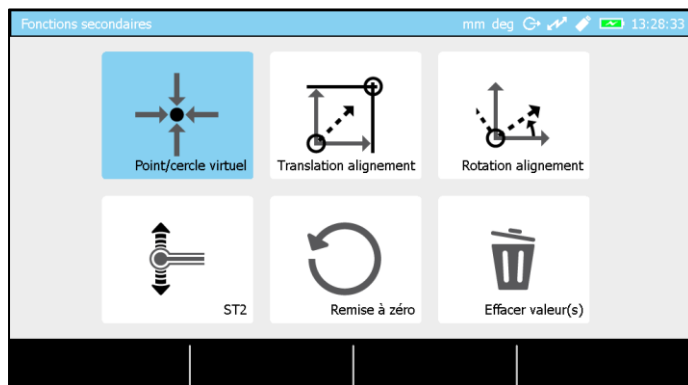 Fonctions secondaires mm deg 13:28:33
Point/cercle virtuel Translation alignement Rotation alignement
ST2 Remise à zéro Effacer valeur(s)